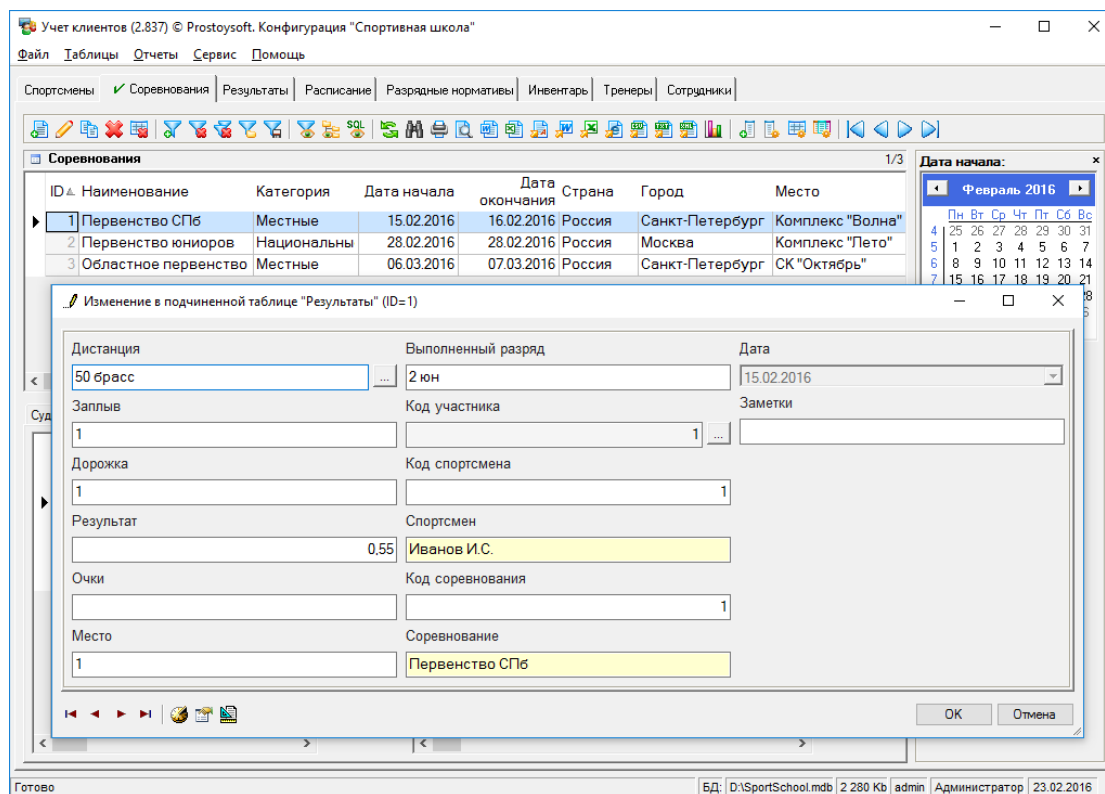 Учет клиентов (2.837) © Prostoysoft. Конфигурация "Спортивная школа"
Файл Таблицы Отчеты Сервис Помощь
Спортсмены Соревнования Результаты Расписание Разрядные нормативы Инвентарь Тренеры Сотрудники
SQL
Соревнования 1/3 Дата начала:
ID Наименование Категория Дата начала Дата окончания Страна Город Место
1 Первенство СПб Местные 15.02.2016 16.02.2016 Россия Санкт-Петербург Комплекс "Волна"
2 Первенство юниоров Национальны 28.02.2016 28.02.2016 Россия Москва Комплекс "Лето"
3 Областное первенство Местные 06.03.2016 07.03.2016 Россия Санкт-Петербург СК "Октябрь"
Февраль 2016
Пн Вт Ср Чт Пт Сб Вс
4 25 26 27 28 29 30 31
5 1 2 3 4 5 6 7
6 8 9 10 11 12 13 14
7 15 16 17 18 19 20 21
Изменение в подчиненной таблице "Результаты" (ID=1)
Дистанция Выполненный разряд Дата
50 брасс ... 2 юн 15.02.2016
Заплыв Код участника Заметки
1 1 ...
Дорожка Код спортсмена
1 1
Результат Спортсмен
0,55 Иванов И.С.
Очки Код соревнования
1
Место Соревнование
1 Первенство СПб
OK Отмена
Суд
Готово БД: D:\SportSchool.mdb 2 280 Kb admin Администратор 23.02.2016